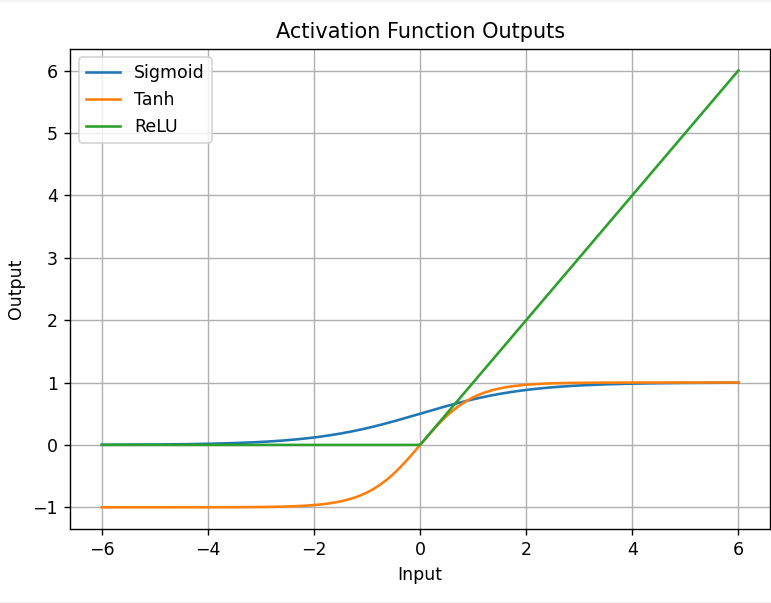 Activation Function Outputs
Sigmoid
Tanh
ReLU
6
5
4
3
2
1
0
−1
Output
−6
−4
−2
0
2
4
6
Input